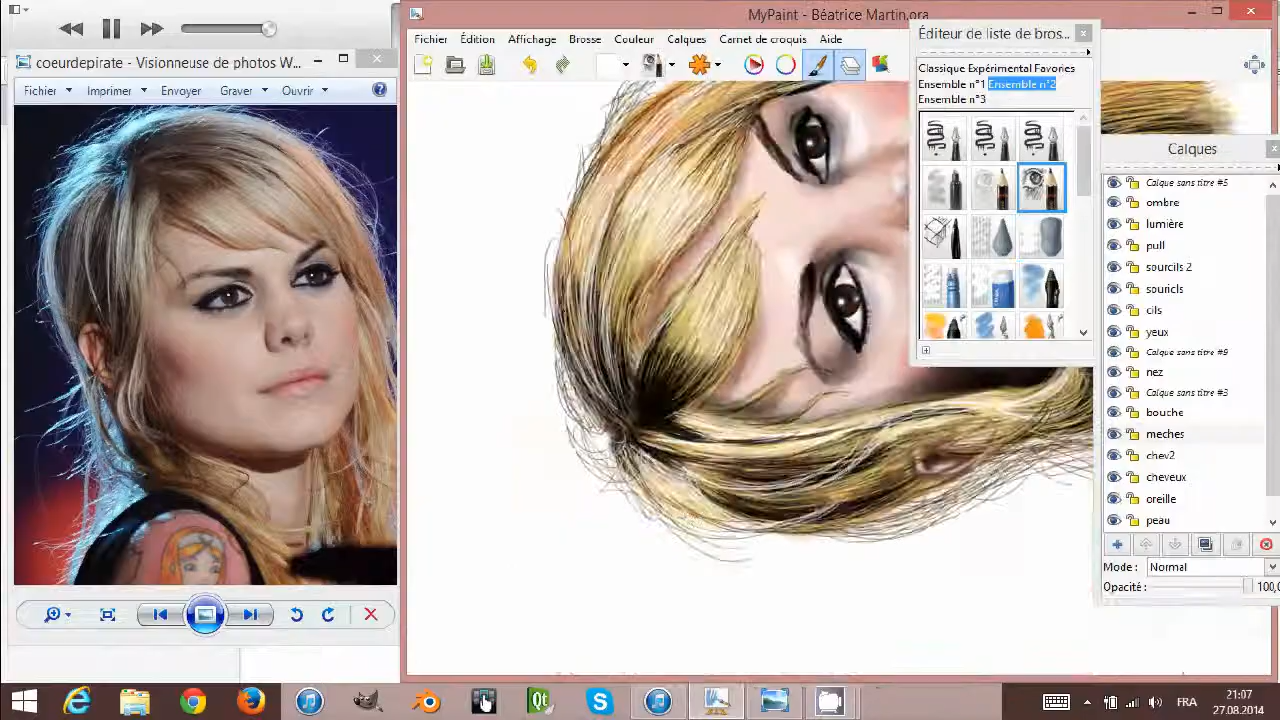 coeurdepirate - Visionneuse de photos W...
Fichier Imprimer Envoyer Graver
MyPaint - Béatrice Martin.ora
Fichier Édition Affichage Brosse Couleur Calques Carnet de croquis Aide
Éditeur de liste de bros...
Classique Expérimental Favories
Ensemble n°1 Ensemble n°2
Ensemble n°3
Calques
Calque sans titre #5
ombre
lumière
pull
sourcils 2
souricls
cils
yeux
Calque sans titre #9
nez
Calque sans titre #3
bouche
meches
chev2
cheveux
oreille
peau
Mode : Normal
Opacité : 100,0
FRA
21:07
27.08.2014